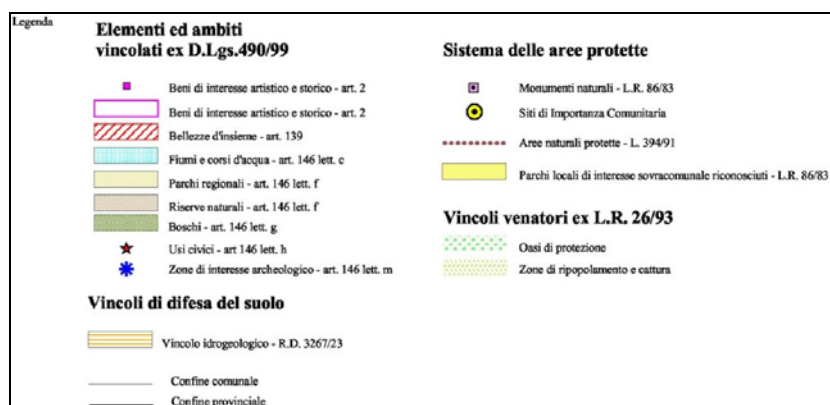 Legenda
Elementi ed ambiti
vincolati ex D.Lgs.490/99
Beni di interesse artistico e storico - art. 2
Beni di interesse artistico e storico - art. 2
Bellezze d'insieme - art. 139
Fiumi e corsi d'acqua - art. 146 lett. c
Parchi regionali - art. 146 lett. f
Riserve naturali - art. 146 lett. f
Boschi - art. 146 lett. g
Usi civici - art 146 lett. h
Zone di interesse archeologico - art. 146 lett. m
Vincoli di difesa del suolo
Vincolo idrogeologico - R.D. 3267/23
Confine comunale
Confine provinciale
Sistema delle aree protette
Monumenti naturali - L.R. 86/83
Siti di Importanza Comunitaria
Aree naturali protette - L. 394/91
Parchi locali di interesse sovracomunale riconosciuti - L.R. 86/83
Vincoli venatori ex L.R. 26/93
Oasi di protezione
Zone di ripopolamento e cattura